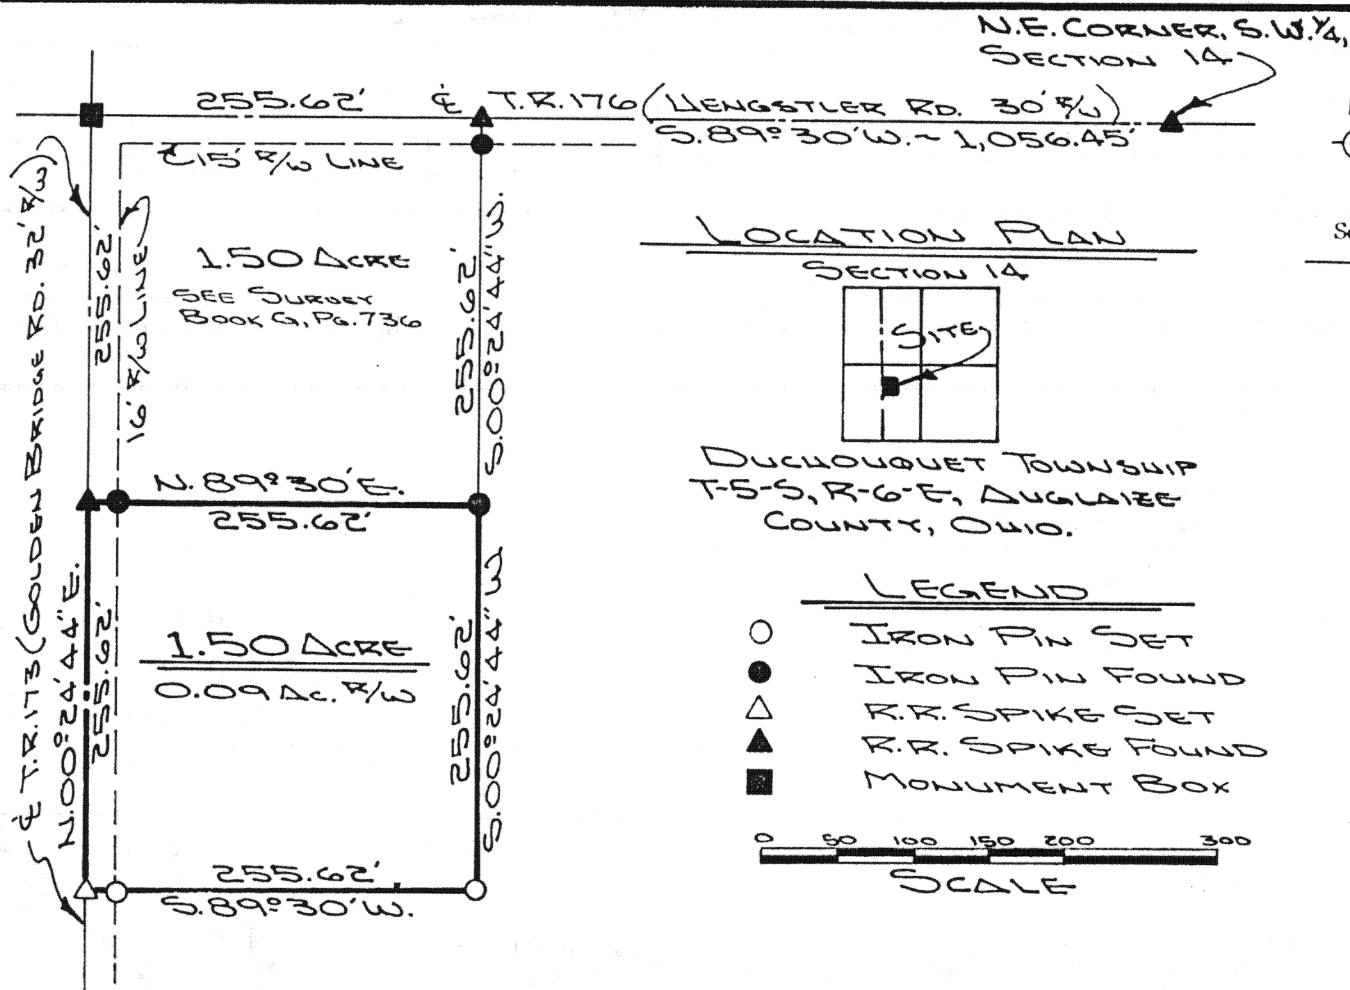 N.E. CORNER, S.W. ¼,
SECTION 14
255.62'
℄ T.R. 176 (HENGSTLER RD. 30' R/W)
S. 89° 30' W. ~ 1,056.45'
15' R/W LINE
℄ T.R. 173 (GOLDEN BRIDGE RD. 32' R/W)
255.62'
16' R/W LINE
1.50 ACRE
SEE SURVEY
BOOK G, PG. 736
255.62'
S. 00° 24' 44" W.
N. 89° 30' E.
255.62'
N. 00° 24' 44" E.
255.62'
1.50 ACRE
0.09 AC. R/W
255.62'
S. 00° 24' 44" W
255.62'
S. 89° 30' W.
LOCATION PLAN
SECTION 14
SITE
DUCHOUQUET TOWNSHIP
T-5-S, R-6-E, AUGLAIZE
COUNTY, OHIO.
LEGEND
IRON PIN SET
IRON PIN FOUND
R.R. SPIKE SET
R.R. SPIKE FOUND
MONUMENT BOX
0 50 100 150 200 300
SCALE